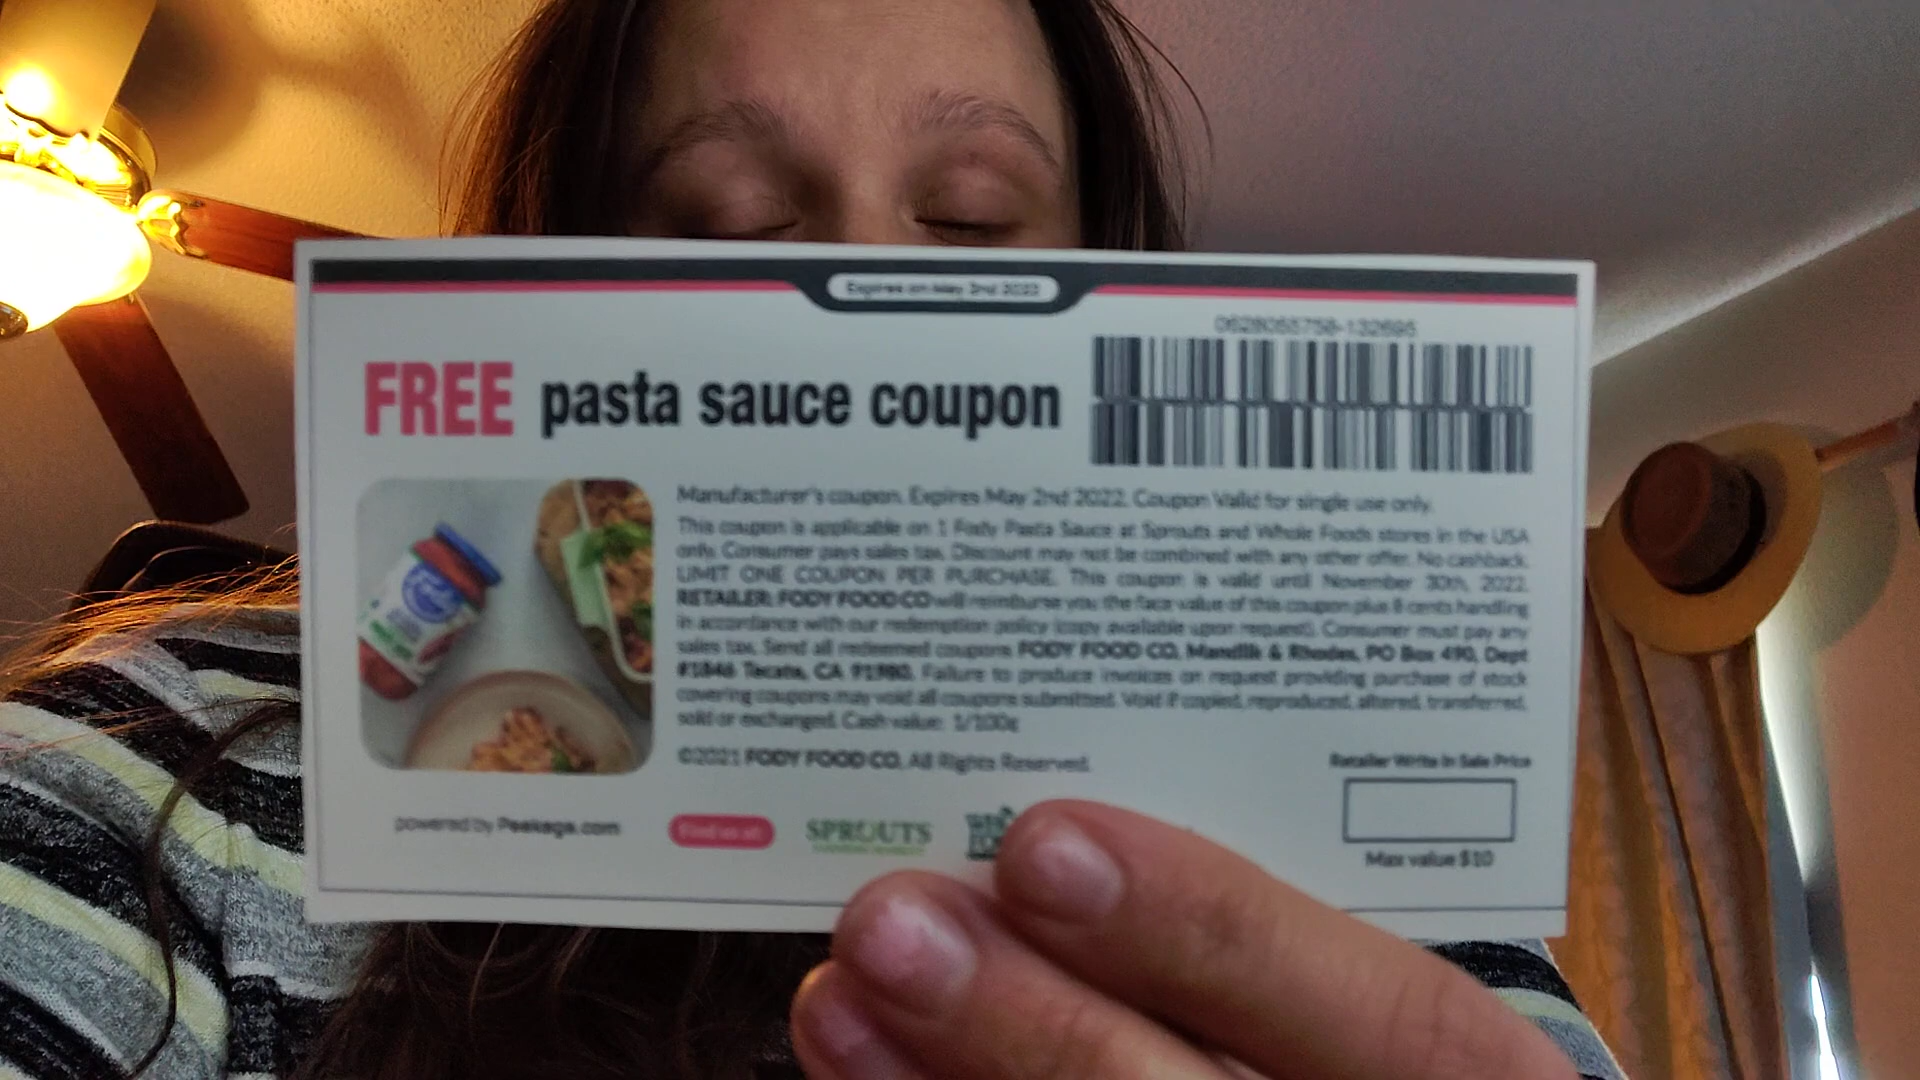 Expires on May 2nd 2022
0628055758-132695
FREE pasta sauce coupon
Manufacturer's coupon. Expires May 2nd 2022. Coupon Valid for single use only.
This coupon is applicable on 1 Fody Pasta Sauce at Sprouts and Whole Foods stores in the USA
only. Consumer pays sales tax. Discount may not be combined with any other offer. No cashback.
LIMIT ONE COUPON PER PURCHASE. This coupon is valid until November 30th, 2022.
RETAILER: FODY FOOD CO will reimburse you the face value of this coupon plus 8 cents handling
in accordance with our redemption policy (copy available upon request). Consumer must pay any
sales tax. Send all redeemed coupons FODY FOOD CO, Mandlik & Rhodes, PO Box 490, Dept
#1846 Tecate, CA 91980. Failure to produce invoices on request providing purchase of stock
covering coupons may void all coupons submitted. Void if copied, reproduced, altered, transferred,
sold or exchanged. Cash value: 1/100¢
©2021 FODY FOOD CO. All Rights Reserved.
Retailer Write in Sale Price
powered by Peekage.com
Find us at:
SPROUTS
Max value $10
Fody